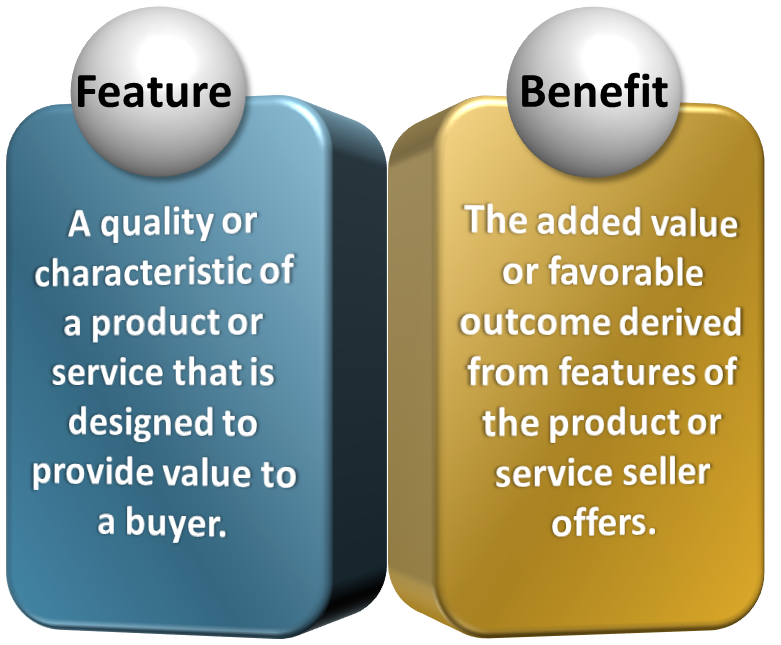 Feature
A quality or
characteristic of
a product or
service that is
designed to
provide value to
a buyer.
Benefit
The added value
or favorable
outcome derived
from features of
the product or
service seller
offers.